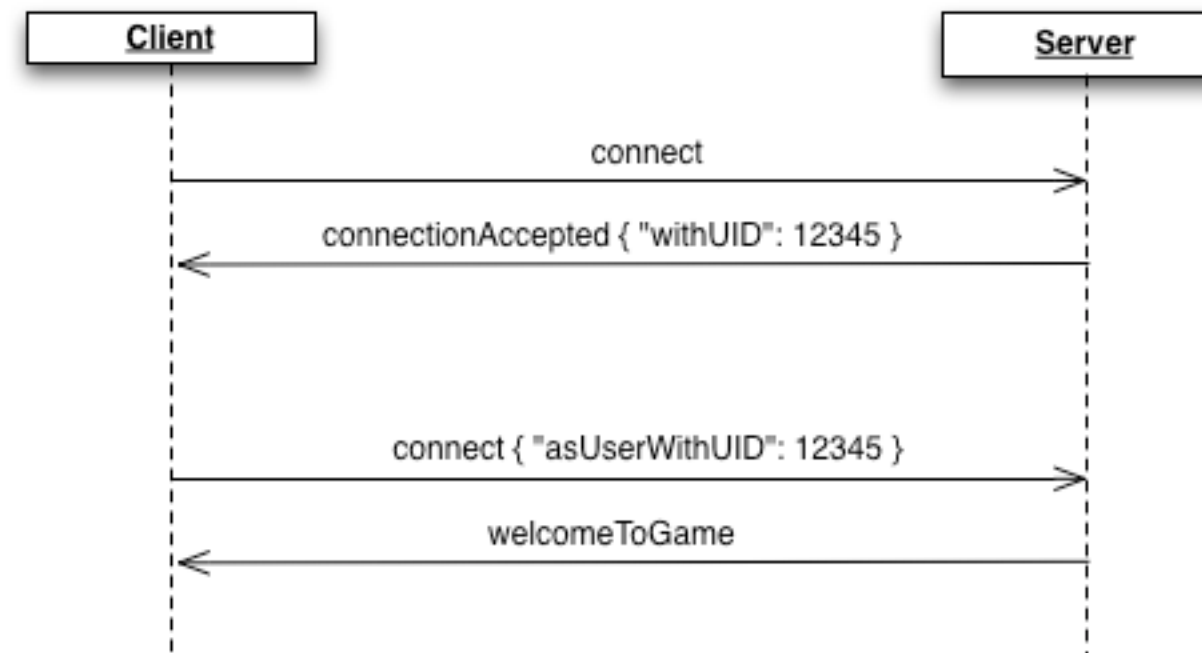 Client
Server
connect
connectionAccepted { "withUID": 12345 }
connect { "asUserWithUID": 12345 }
welcomeToGame